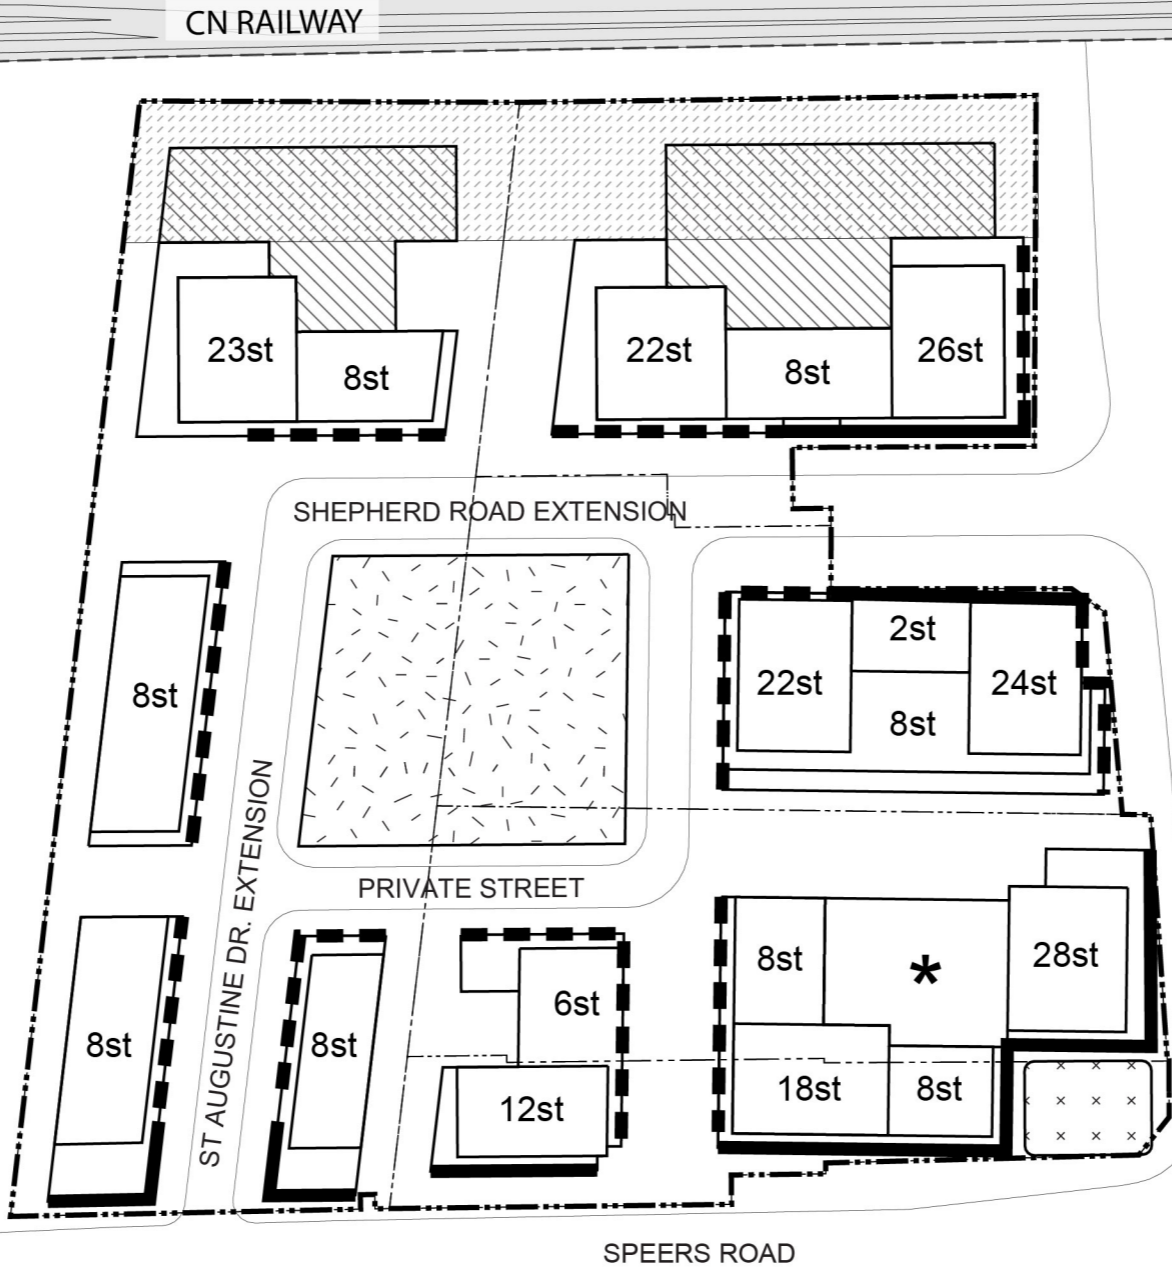 CN RAILWAY
23st
8st
22st
8st
26st
SHEPHERD ROAD EXTENSION
8st
22st
2st
24st
8st
ST AUGUSTINE DR. EXTENSION
PRIVATE STREET
8st
8st
6st
12st
8st
*
28st
18st
8st
SPEERS ROAD